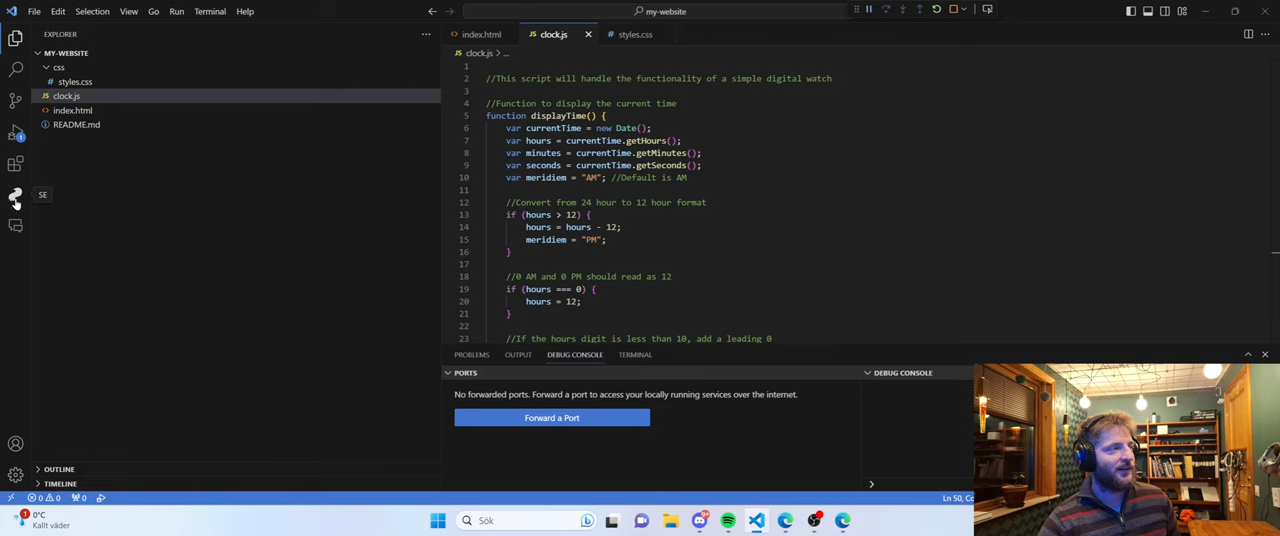 File Edit Selection View Go Run Terminal Help
my-website
EXPLORER
MY-WEBSITE
css
# styles.css
JS clock.js
<> index.html
README.md
1
SE
<> index.html
JS clock.js
# styles.css
JS clock.js > ...
1
2 //This script will handle the functionality of a simple digital watch
3
4 //Function to display the current time
5 function displayTime() {
6 var currentTime = new Date();
7 var hours = currentTime.getHours();
8 var minutes = currentTime.getMinutes();
9 var seconds = currentTime.getSeconds();
10 var meridiem = "AM"; //Default is AM
11
12 //Convert from 24 hour to 12 hour format
13 if (hours > 12) {
14 hours = hours - 12;
15 meridiem = "PM";
16 }
17
18 //0 AM and 0 PM should read as 12
19 if (hours === 0) {
20 hours = 12;
21 }
22
23 //If the hours digit is less than 10, add a leading 0
PROBLEMS OUTPUT DEBUG CONSOLE TERMINAL
PORTS
No forwarded ports. Forward a port to access your locally running services over the internet.
Forward a Port
DEBUG CONSOLE
OUTLINE
TIMELINE
0 0 0
Ln 50, Co
1
0°C
Kallt väder
Sök
9+